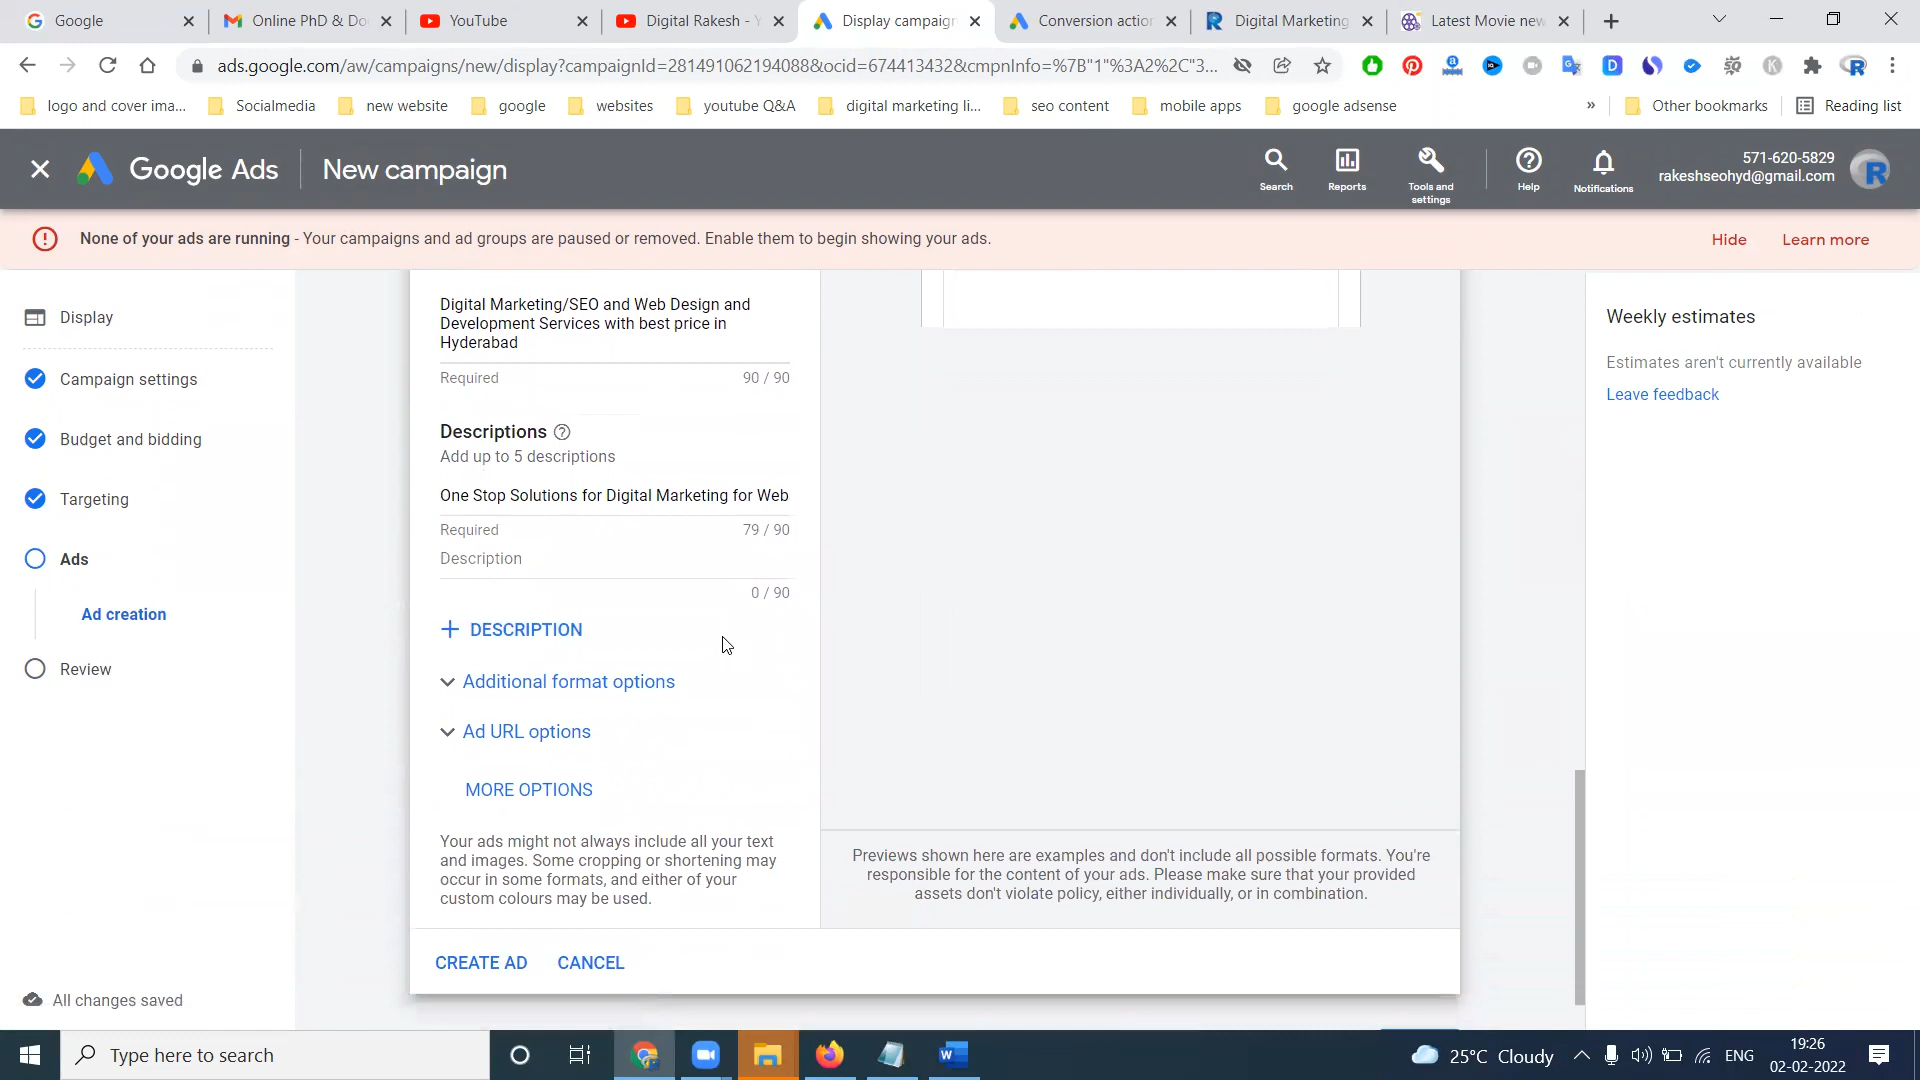 Google
Online PhD & Do
YouTube
Digital Rakesh - Y
Display campaign
Conversion action
Digital Marketing
Latest Movie new
ads.google.com/aw/campaigns/new/display?campaignId=281491062194088&ocid=674413432&cmpnInfo=%7B"1"%3A2%2C"3...
logo and cover ima...
Socialmedia
new website
google
websites
youtube Q&A
digital marketing li...
seo content
mobile apps
google adsense
»
Other bookmarks
Reading list
Google Ads
New campaign
Search
Reports
Tools and
settings
Help
Notifications
571-620-5829
rakeshseohyd@gmail.com
None of your ads are running - Your campaigns and ad groups are paused or removed. Enable them to begin showing your ads.
Hide
Learn more
Display
Campaign settings
Budget and bidding
Targeting
Ads
Ad creation
Review
All changes saved
Digital Marketing/SEO and Web Design and
Development Services with best price in
Hyderabad
Required
90 / 90
Descriptions
Add up to 5 descriptions
One Stop Solutions for Digital Marketing for Web
Required
79 / 90
Description
0 / 90
DESCRIPTION
Additional format options
Ad URL options
MORE OPTIONS
Your ads might not always include all your text
and images. Some cropping or shortening may
occur in some formats, and either of your
custom colours may be used.
CREATE AD
CANCEL
Previews shown here are examples and don't include all possible formats. You're
responsible for the content of your ads. Please make sure that your provided
assets don't violate policy, either individually, or in combination.
Weekly estimates
Estimates aren't currently available
Leave feedback
Type here to search
25°C Cloudy
ENG
19:26
02-02-2022